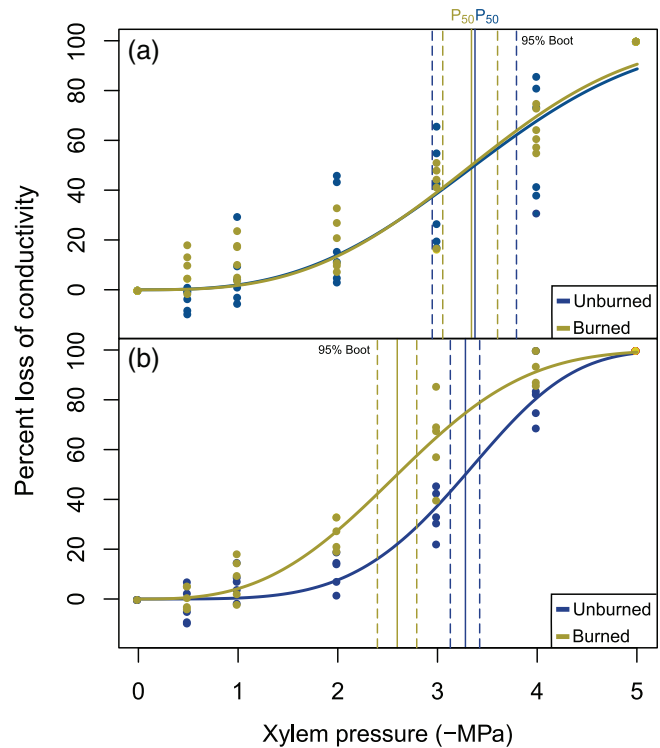 P50P50
(a)
95% Boot
100
80
60
40
20
0
Unburned
Burned
(b)
95% Boot
100
80
60
40
20
0
Unburned
Burned
0 1 2 3 4 5
Xylem pressure (−MPa)
Percent loss of conductivity